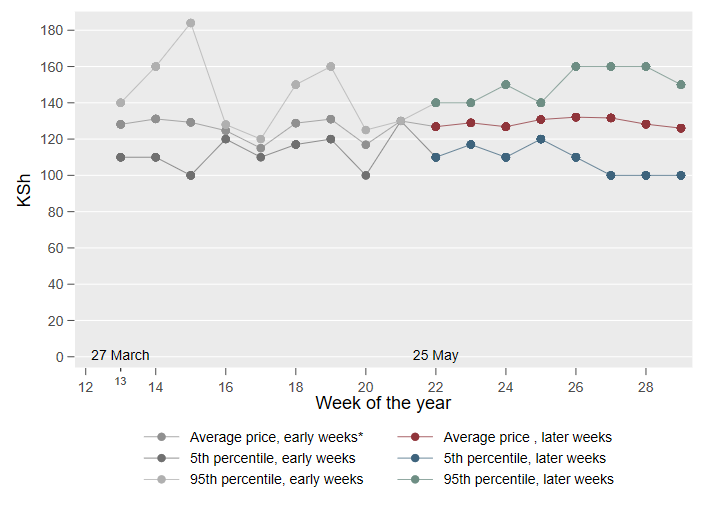 180
160
140
120
100
80
60
40
20
0
KSh
27 March
25 May
12
13
14
16
18
20
22
24
26
28
Week of the year
Average price, early weeks*
Average price , later weeks
5th percentile, early weeks
5th percentile, later weeks
95th percentile, early weeks
95th percentile, later weeks